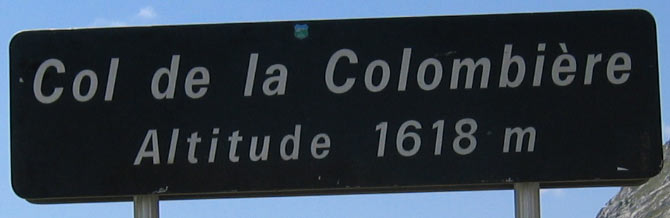 Col de la Colombière
Altitude 1618 m